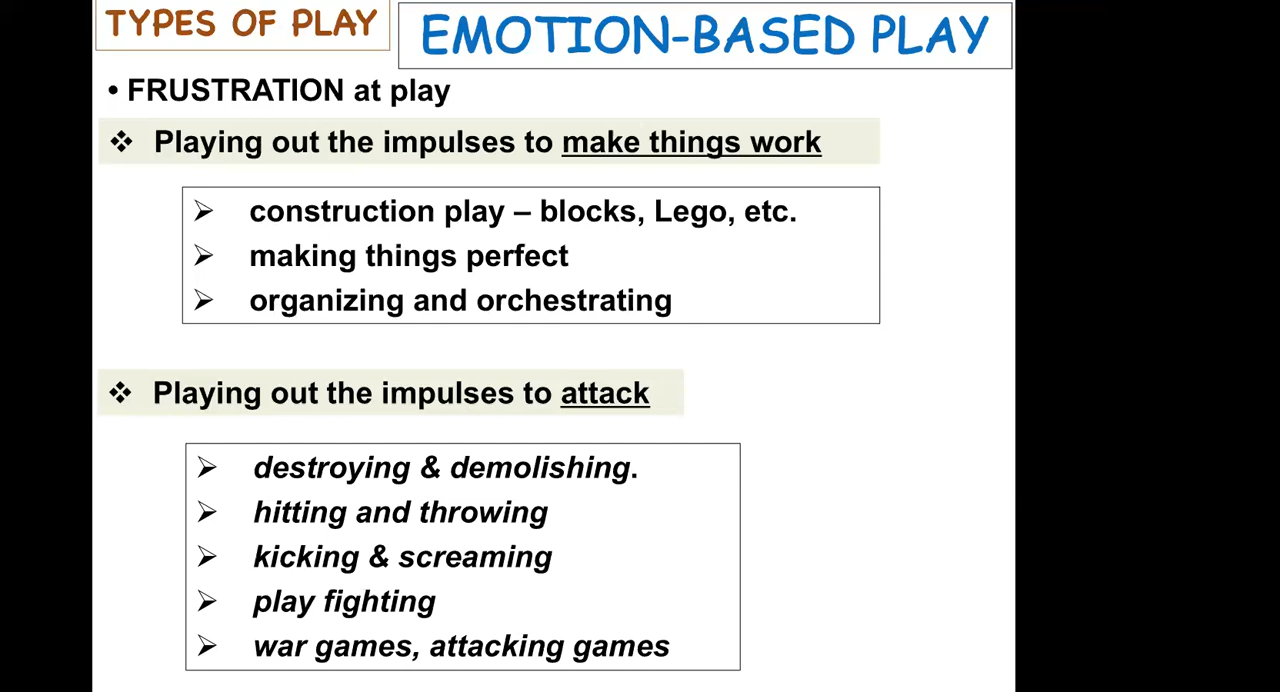 TYPES OF PLAY
EMOTION-BASED PLAY
• FRUSTRATION at play
❖ Playing out the impulses to make things work
➢ construction play – blocks, Lego, etc.
➢ making things perfect
➢ organizing and orchestrating
❖ Playing out the impulses to attack
➢ destroying & demolishing.
➢ hitting and throwing
➢ kicking & screaming
➢ play fighting
➢ war games, attacking games